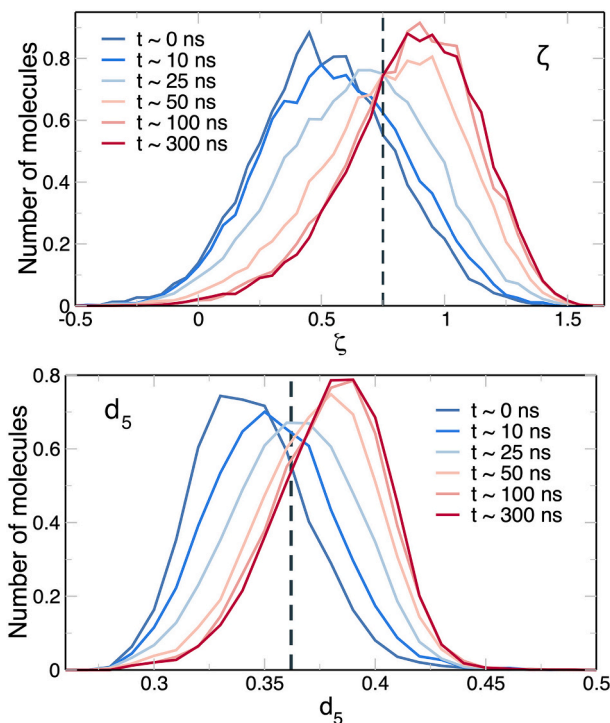 t ~ 0 ns
t ~ 10 ns
t ~ 25 ns
t ~ 50 ns
t ~ 100 ns
t ~ 300 ns
ζ
Number of molecules
0.8
0.6
0.4
0.2
0
-0.5 0 0.5 1 1.5
ζ
d5
t ~ 0 ns
t ~ 10 ns
t ~ 25 ns
t ~ 50 ns
t ~ 100 ns
t ~ 300 ns
Number of molecules
0.8
0.6
0.4
0.2
0
0.3 0.35 0.4 0.45 0.5
d5